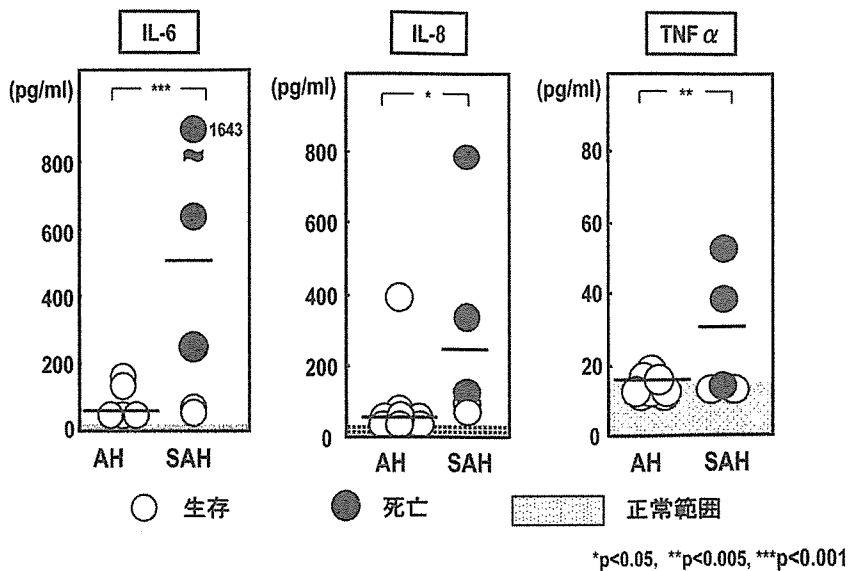 IL-6
IL-8
TNF α
(pg/ml)
***
1643
800
600
400
200
0
AH SAH
(pg/ml)
*
800
600
400
200
0
AH SAH
(pg/ml)
**
80
60
40
20
0
AH SAH
生存
死亡
正常範囲
*p<0.05, **p<0.005, ***p<0.001